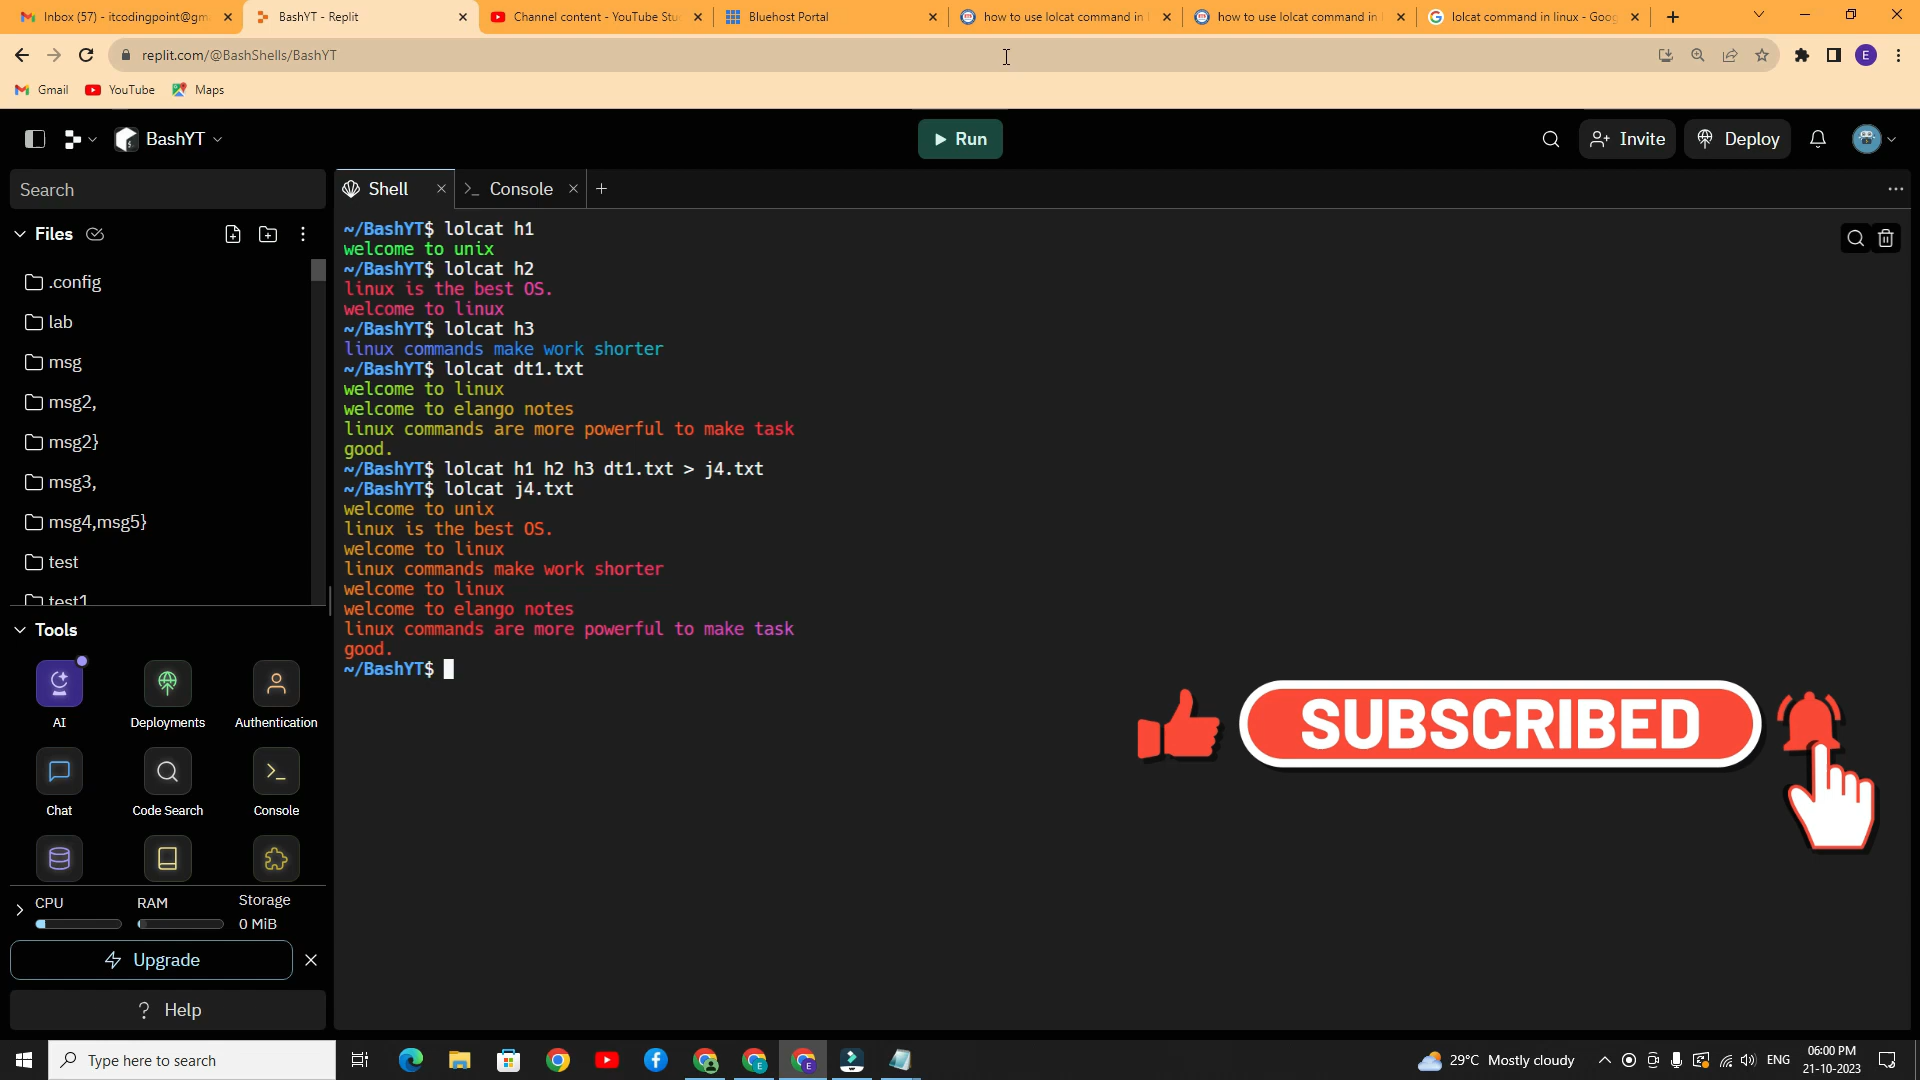 Inbox (57) - itcodingpoint@gm
BashYT - Replit
Channel content - YouTube Stu
Bluehost Portal
how to use lolcat command in
how to use lolcat command in
lolcat command in linux - Goog
replit.com/@BashShells/BashYT
E
Gmail
YouTube
Maps
BashYT
Run
Invite
Deploy
Search
Shell
Console
Files
.config
lab
msg
msg2,
msg2}
msg3,
msg4,msg5}
test
test1
~/BashYT$ lolcat h1
welcome to unix
~/BashYT$ lolcat h2
linux is the best OS.
welcome to linux
~/BashYT$ lolcat h3
linux commands make work shorter
~/BashYT$ lolcat dt1.txt
welcome to linux
welcome to elango notes
linux commands are more powerful to make task
good.
~/BashYT$ lolcat h1 h2 h3 dt1.txt > j4.txt
~/BashYT$ lolcat j4.txt
welcome to unix
linux is the best OS.
welcome to linux
linux commands make work shorter
welcome to linux
welcome to elango notes
linux commands are more powerful to make task
good.
~/BashYT$
SUBSCRIBED
Tools
AI
Deployments
Authentication
Chat
Code Search
Console
CPU
RAM
Storage
0 MiB
Upgrade
? Help
Type here to search
29°C Mostly cloudy
ENG
06:00 PM
21-10-2023